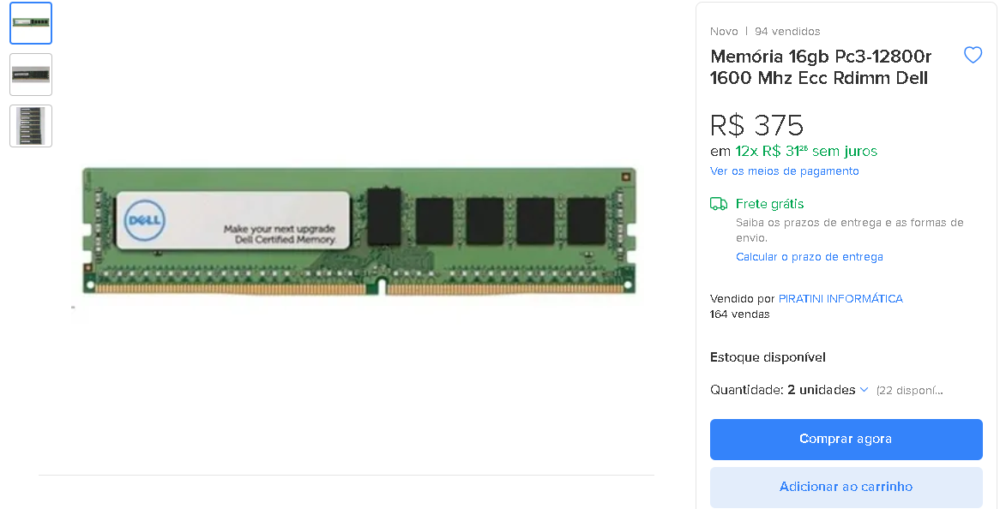 Novo | 94 vendidos
Memória 16gb Pc3-12800r
1600 Mhz Ecc Rdimm Dell
R$ 375
em 12x R$ 31²⁵ sem juros
Ver os meios de pagamento
Frete grátis
Saiba os prazos de entrega e as formas de
envio.
Calcular o prazo de entrega
Vendido por PIRATINI INFORMÁTICA
164 vendas
Estoque disponível
Quantidade: 2 unidades (22 disponí...
Comprar agora
Adicionar ao carrinho
DELL
Make your next upgrade
Dell Certified Memory.